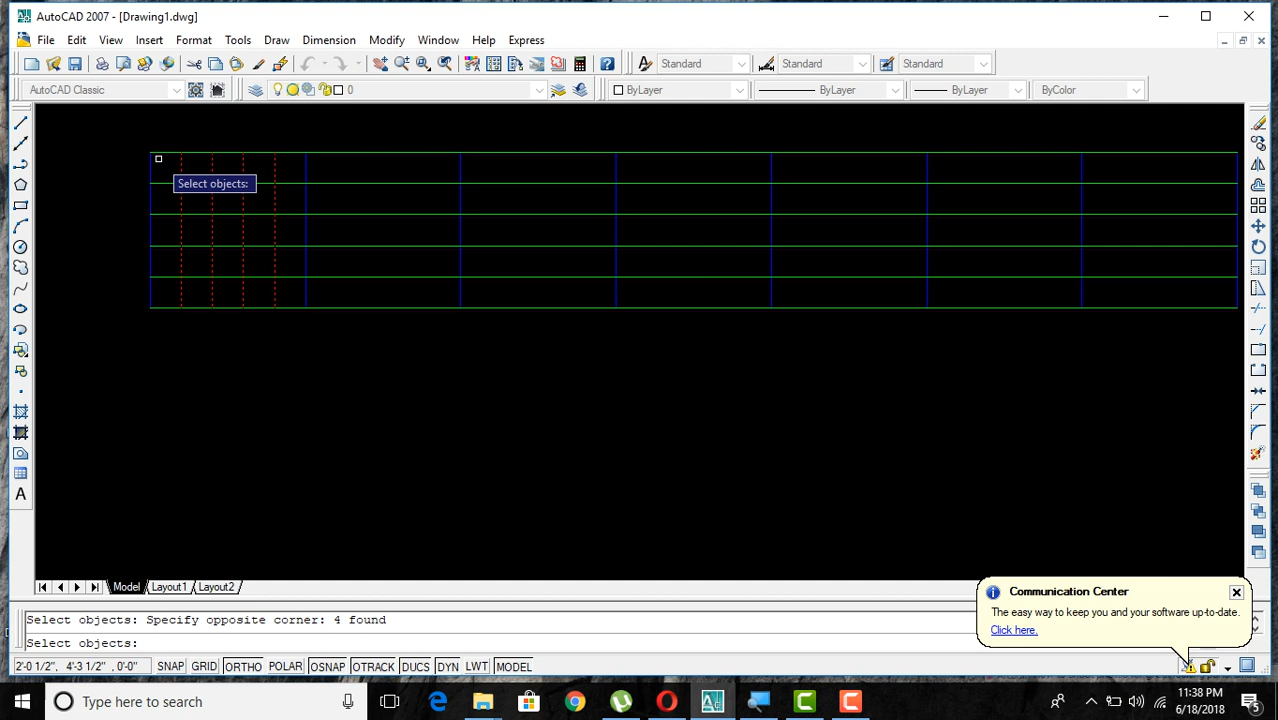 AutoCAD 2007 - [Drawing1.dwg]
File Edit View Insert Format Tools Draw Dimension Modify Window Help Express
Standard Standard Standard
AutoCAD Classic 0 ByLayer ByLayer ByLayer ByColor
Select objects:
A
Model Layout1 Layout2
Communication Center
The easy way to keep you and your software up-to-date.
Click here.
Select objects: Specify opposite corner: 4 found
Select objects:
2'-0 1/2", 4'-3 1/2", 0'-0" SNAP GRID ORTHO POLAR OSNAP OTRACK DUCS DYN LWT MODEL
Type here to search
11:38 PM
6/18/2018
5